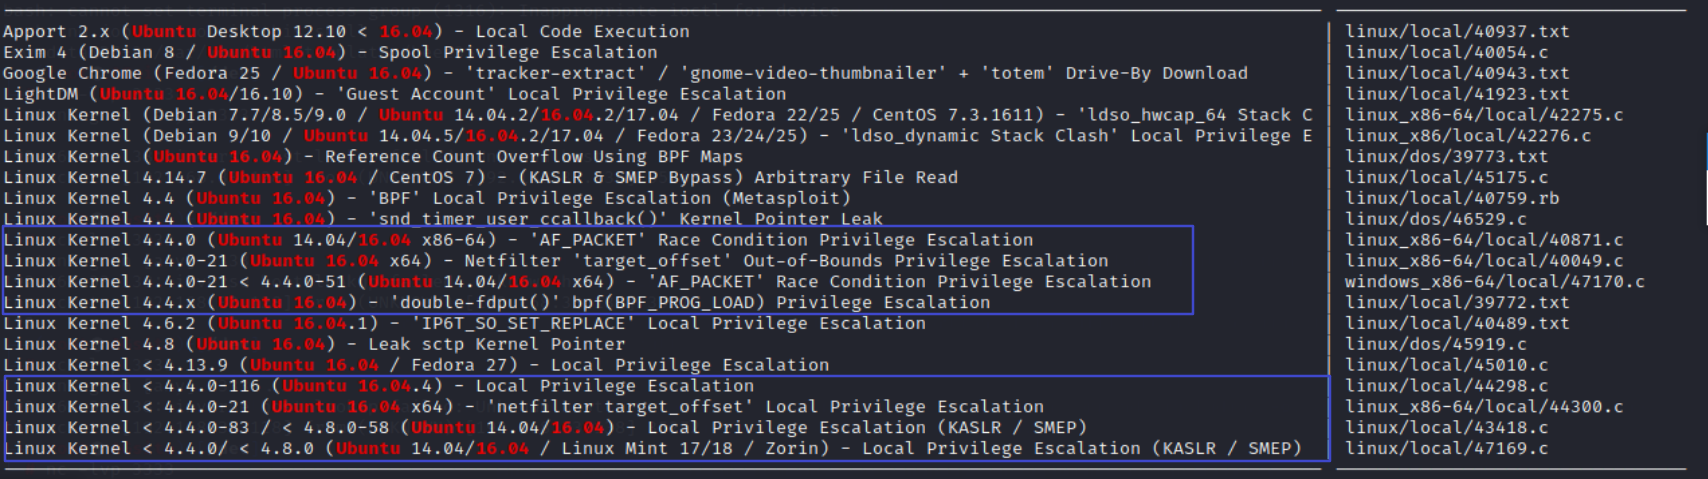 Apport 2.x (Ubuntu Desktop 12.10 < 16.04) - Local Code Execution | linux/local/40937.txt
Exim 4 (Debian 8 / Ubuntu 16.04) - Spool Privilege Escalation | linux/local/40054.c
Google Chrome (Fedora 25 / Ubuntu 16.04) - 'tracker-extract' / 'gnome-video-thumbnailer' + 'totem' Drive-By Download | linux/local/40943.txt
LightDM (Ubuntu 16.04/16.10) - 'Guest Account' Local Privilege Escalation | linux/local/41923.txt
Linux Kernel (Debian 7.7/8.5/9.0 / Ubuntu 14.04.2/16.04.2/17.04 / Fedora 22/25 / CentOS 7.3.1611) - 'ldso_hwcap_64 Stack C | linux_x86-64/local/42275.c
Linux Kernel (Debian 9/10 / Ubuntu 14.04.5/16.04.2/17.04 / Fedora 23/24/25) - 'ldso_dynamic Stack Clash' Local Privilege E | linux_x86/local/42276.c
Linux Kernel (Ubuntu 16.04) - Reference Count Overflow Using BPF Maps | linux/dos/39773.txt
Linux Kernel 4.14.7 (Ubuntu 16.04 / CentOS 7) - (KASLR & SMEP Bypass) Arbitrary File Read | linux/local/45175.c
Linux Kernel 4.4 (Ubuntu 16.04) - 'BPF' Local Privilege Escalation (Metasploit) | linux/local/40759.rb
Linux Kernel 4.4 (Ubuntu 16.04) - 'snd_timer_user_ccallback()' Kernel Pointer Leak | linux/dos/46529.c
Linux Kernel 4.4.0 (Ubuntu 14.04/16.04 x86-64) - 'AF_PACKET' Race Condition Privilege Escalation | linux_x86-64/local/40871.c
Linux Kernel 4.4.0-21 (Ubuntu 16.04 x64) - Netfilter 'target_offset' Out-of-Bounds Privilege Escalation | linux_x86-64/local/40049.c
Linux Kernel 4.4.0-21 < 4.4.0-51 (Ubuntu 14.04/16.04 x64) - 'AF_PACKET' Race Condition Privilege Escalation | windows_x86-64/local/47170.c
Linux Kernel 4.4.x (Ubuntu 16.04) - 'double-fdput()' bpf(BPF_PROG_LOAD) Privilege Escalation | linux/local/39772.txt
Linux Kernel 4.6.2 (Ubuntu 16.04.1) - 'IP6T_SO_SET_REPLACE' Local Privilege Escalation | linux/local/40489.txt
Linux Kernel 4.8 (Ubuntu 16.04) - Leak sctp Kernel Pointer | linux/dos/45919.c
Linux Kernel < 4.13.9 (Ubuntu 16.04 / Fedora 27) - Local Privilege Escalation | linux/local/45010.c
Linux Kernel < 4.4.0-116 (Ubuntu 16.04.4) - Local Privilege Escalation | linux/local/44298.c
Linux Kernel < 4.4.0-21 (Ubuntu 16.04 x64) - 'netfilter target_offset' Local Privilege Escalation | linux_x86-64/local/44300.c
Linux Kernel < 4.4.0-83 / < 4.8.0-58 (Ubuntu 14.04/16.04) - Local Privilege Escalation (KASLR / SMEP) | linux/local/43418.c
Linux Kernel < 4.4.0/ < 4.8.0 (Ubuntu 14.04/16.04 / Linux Mint 17/18 / Zorin) - Local Privilege Escalation (KASLR / SMEP) | linux/local/47169.c